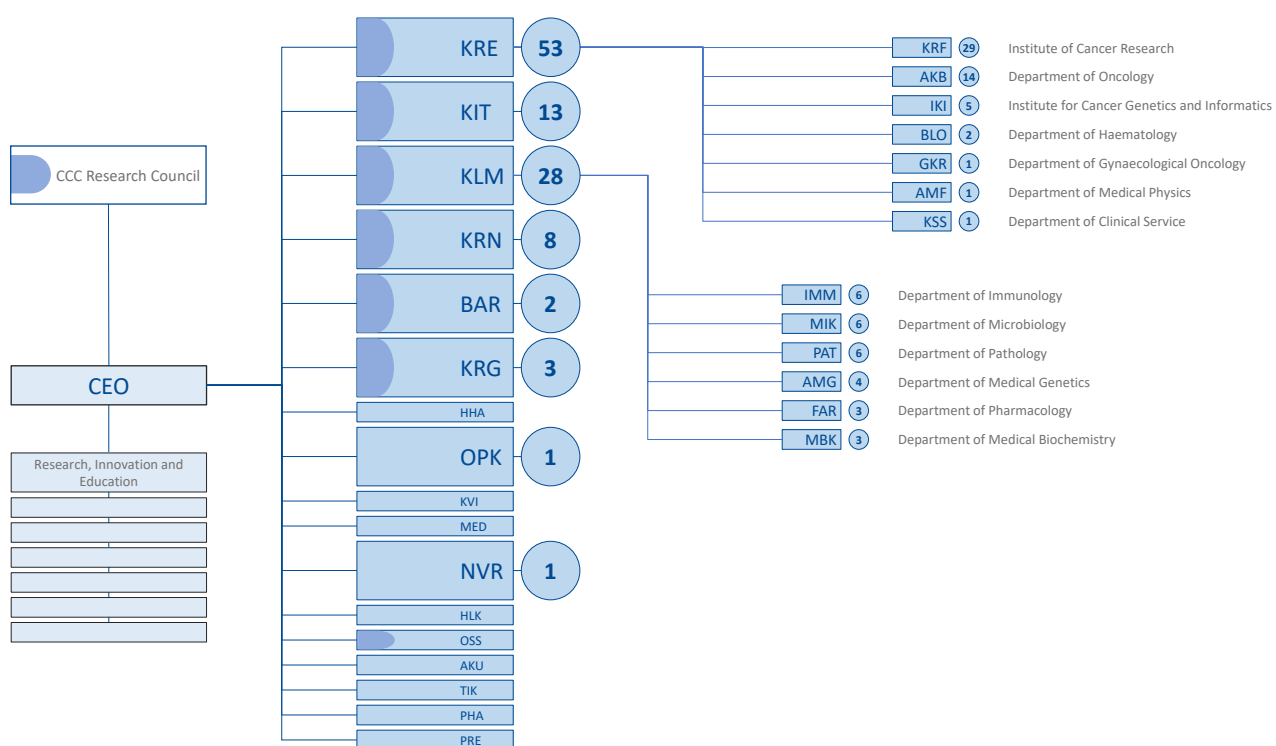 CCC Research Council
CEO
Research, Innovation and
Education
KRE 53
KIT 13
KLM 28
KRN 8
BAR 2
KRG 3
HHA
OPK 1
KVI
MED
NVR 1
HLK
OSS
AKU
TIK
PHA
PRE
KRF 29 Institute of Cancer Research
AKB 14 Department of Oncology
IKI 5 Institute for Cancer Genetics and Informatics
BLO 2 Department of Haematology
GKR 1 Department of Gynaecological Oncology
AMF 1 Department of Medical Physics
KSS 1 Department of Clinical Service
IMM 6 Department of Immunology
MIK 6 Department of Microbiology
PAT 6 Department of Pathology
AMG 4 Department of Medical Genetics
FAR 3 Department of Pharmacology
MBK 3 Department of Medical Biochemistry